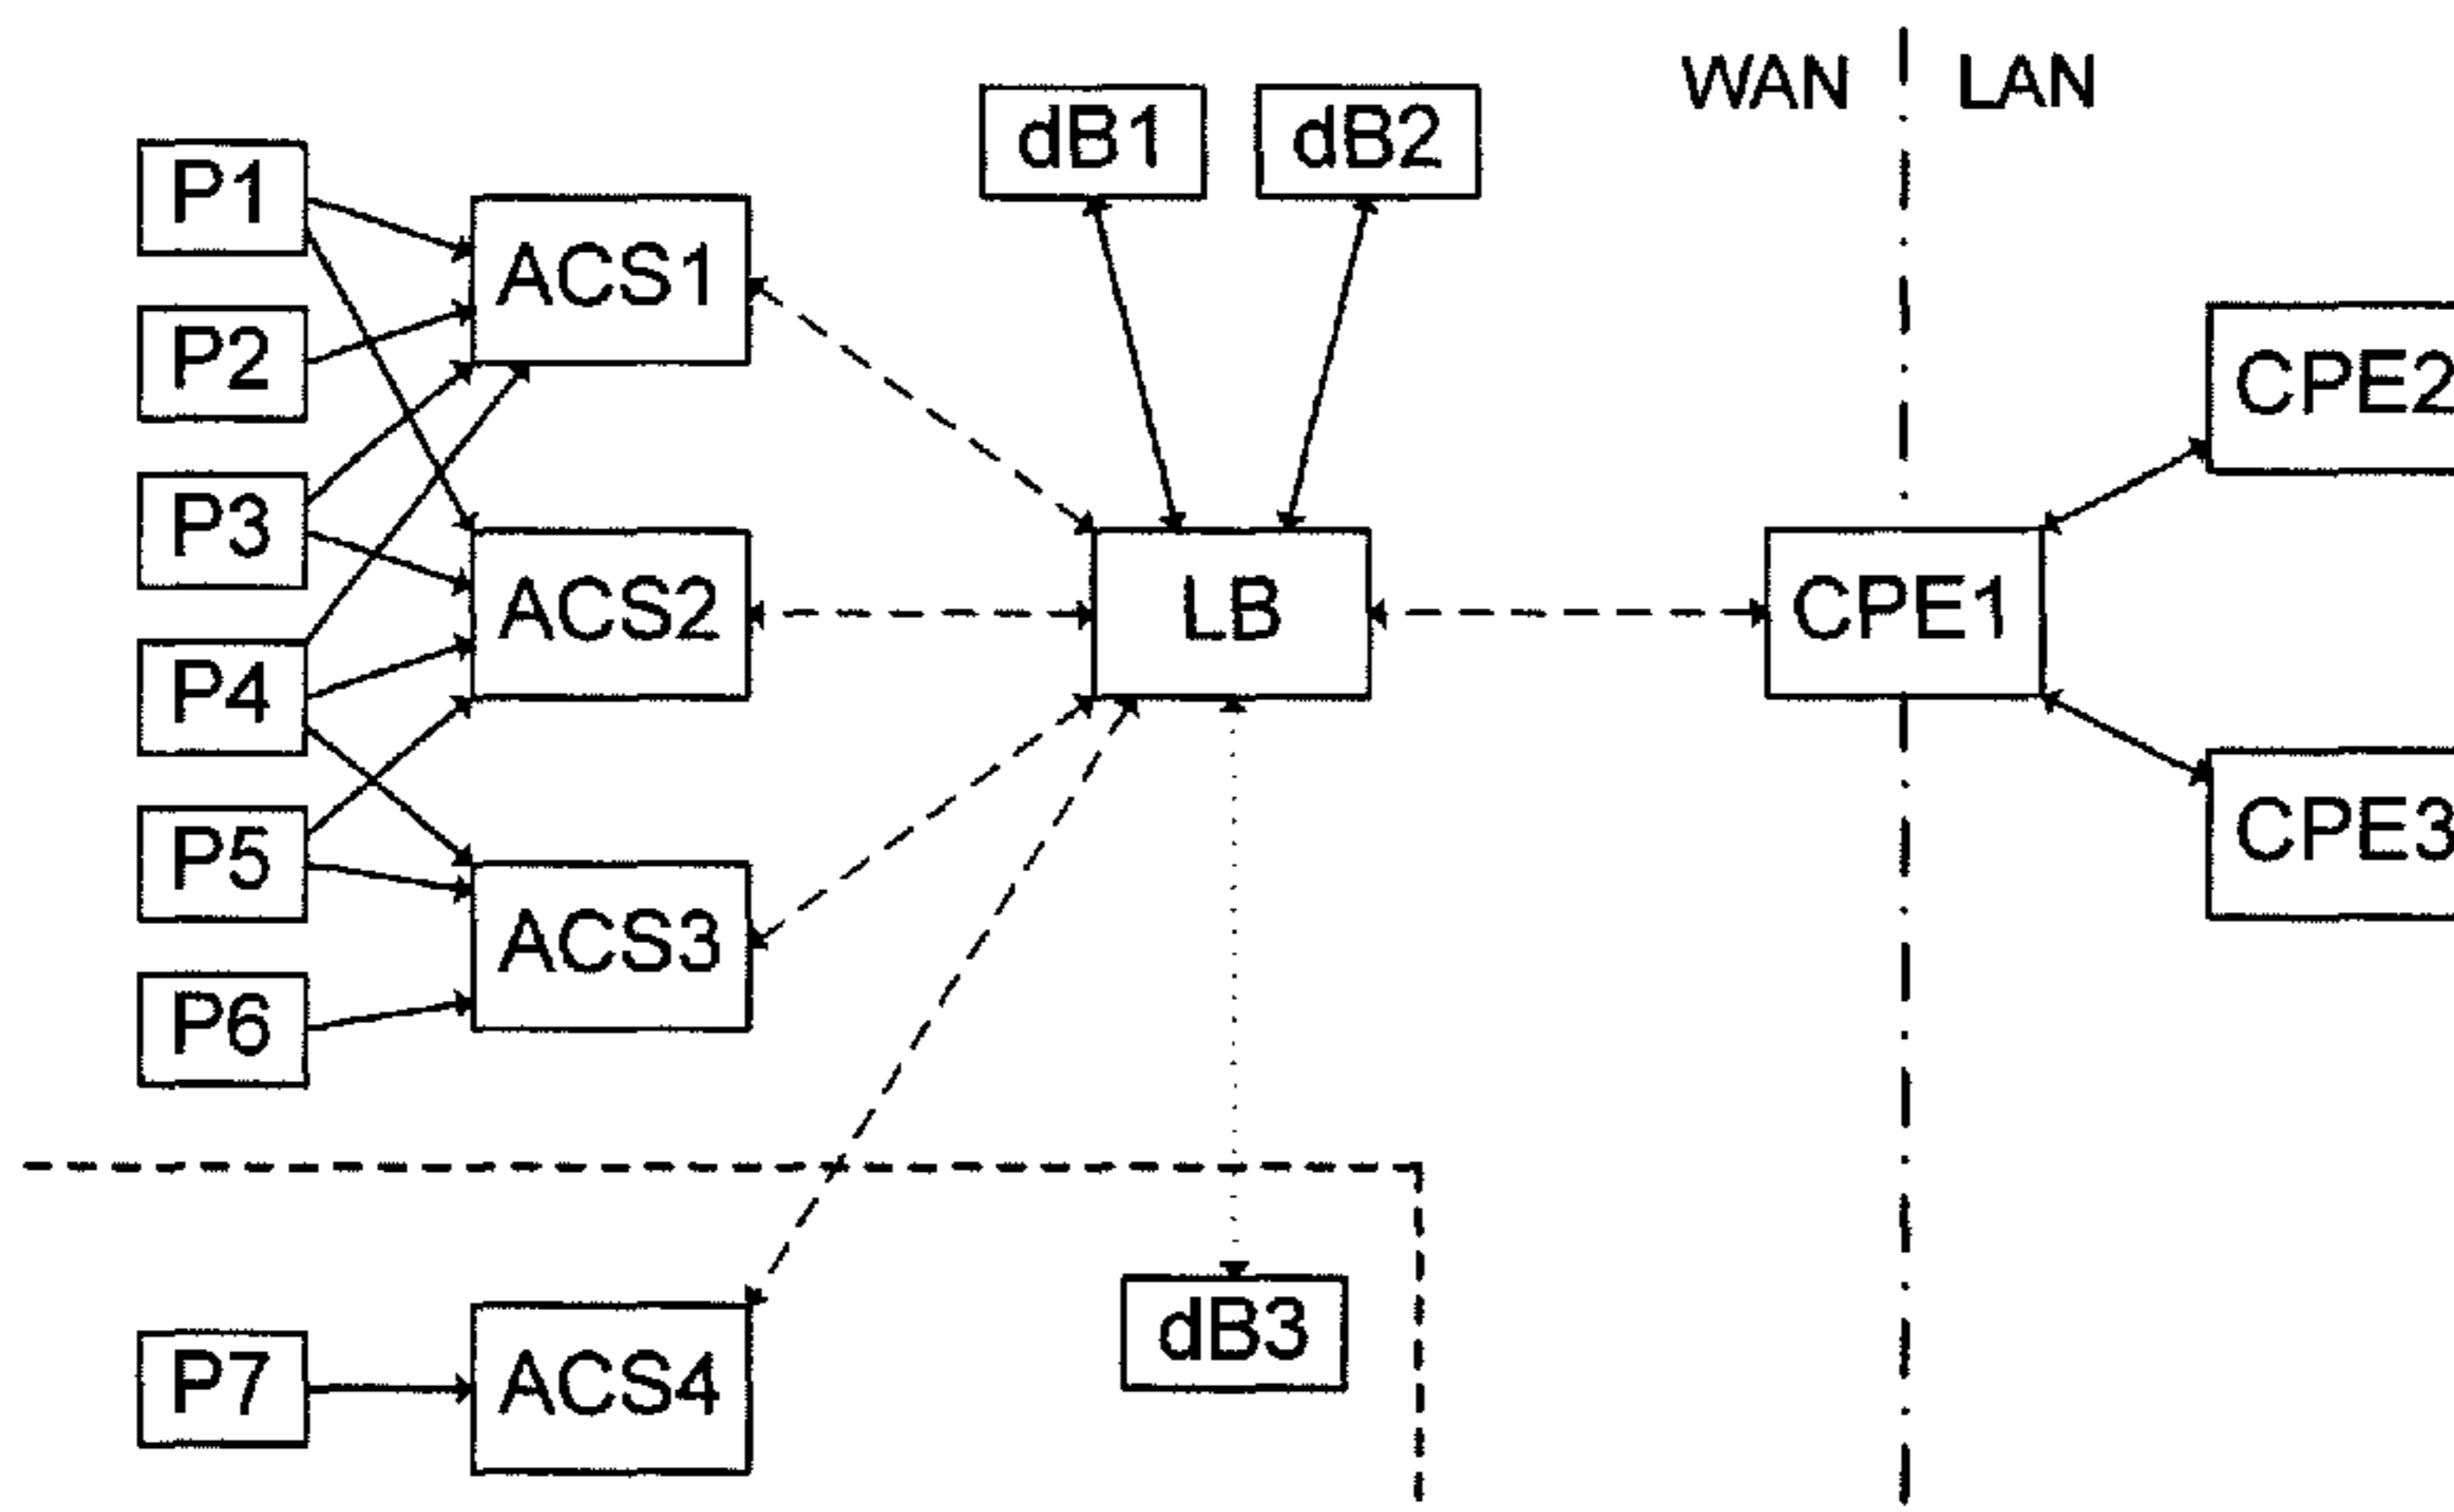 WAN LAN
dB1 dB2
P1
ACS1
P2
CPE2
P3
ACS2
LB
CPE1
P4
P5
CPE3
ACS3
P6
dB3
P7
ACS4